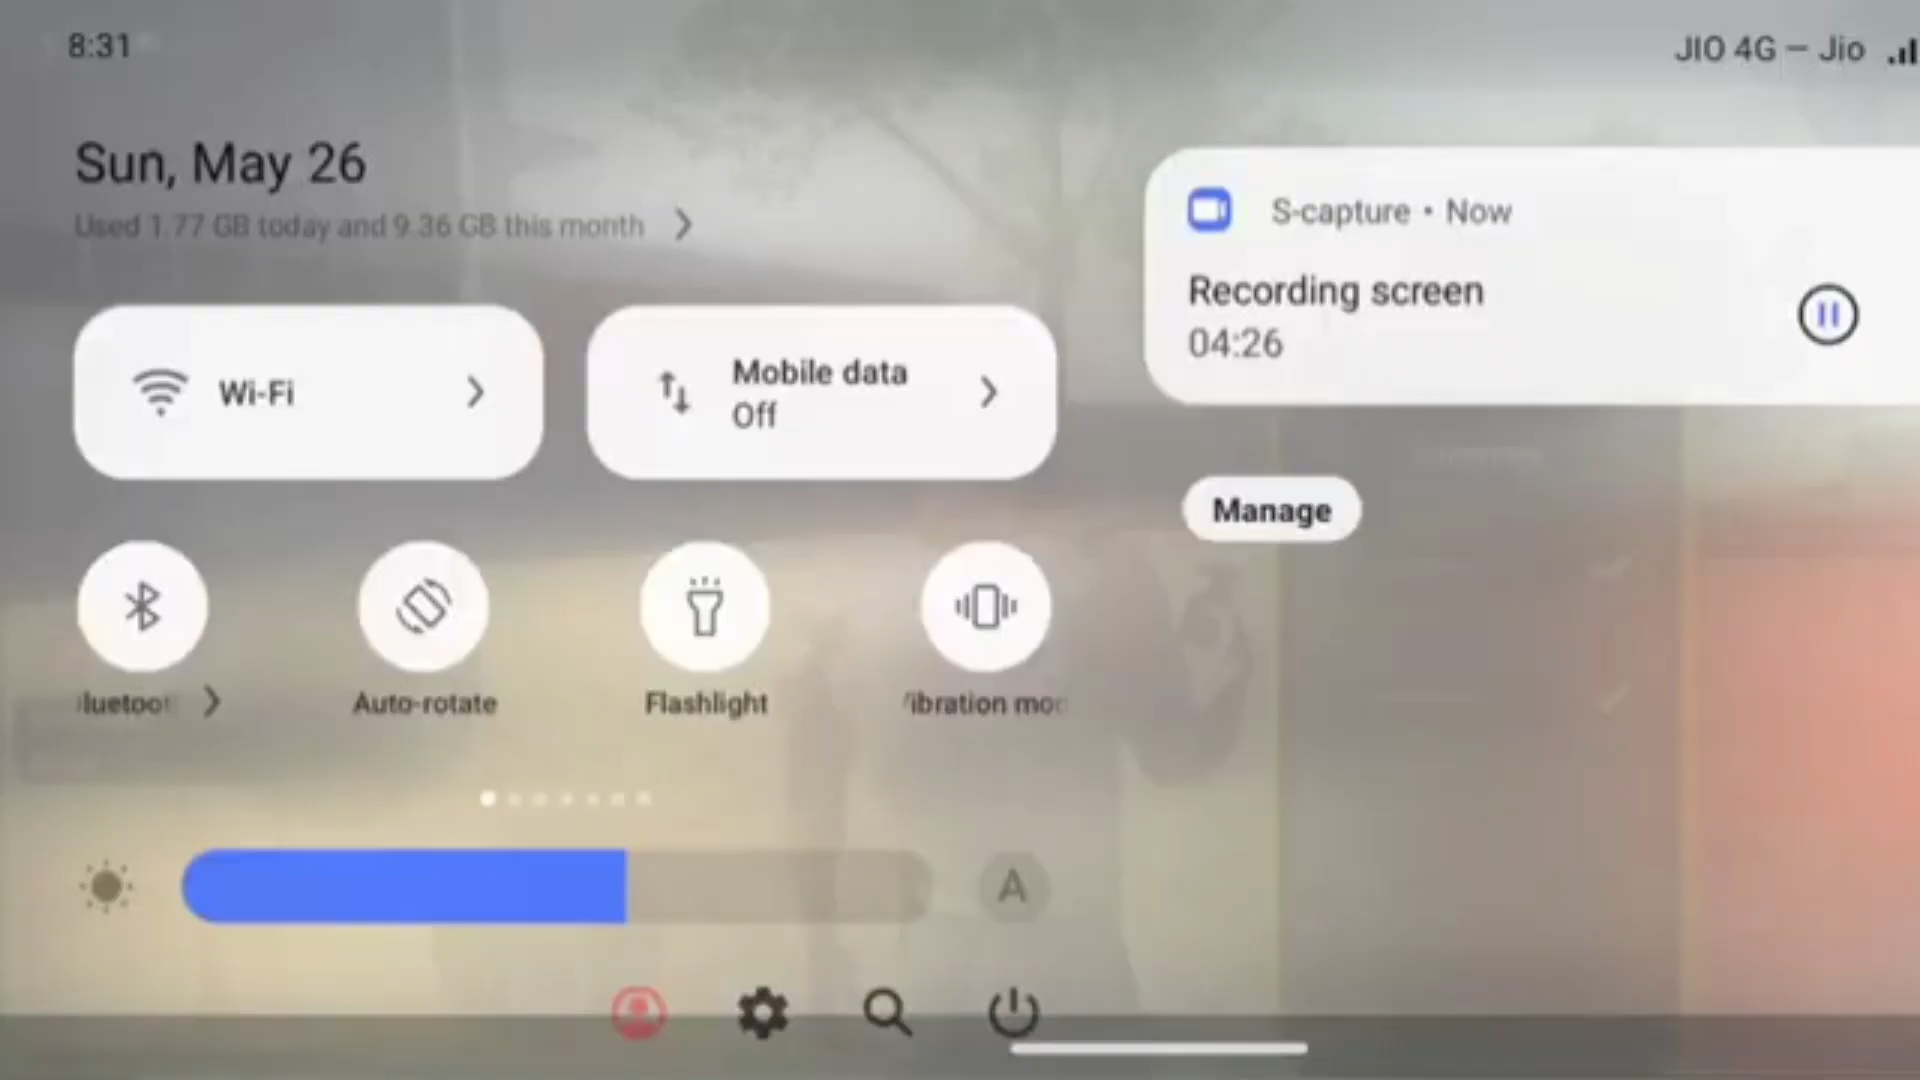 8:31
JIO 4G — Jio
Sun, May 26
Used 1.77 GB today and 9.36 GB this month
S-capture • Now
Recording screen
04:26
Wi-Fi
Mobile data
Off
Manage
luetoot
Auto-rotate
Flashlight
ibration mo
A